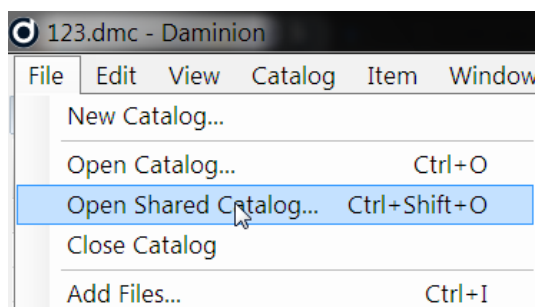 123.dmc - Daminion
File Edit View Catalog Item Window
New Catalog...
Open Catalog... Ctrl+O
Open Shared Catalog... Ctrl+Shift+O
Close Catalog
Add Files... Ctrl+I